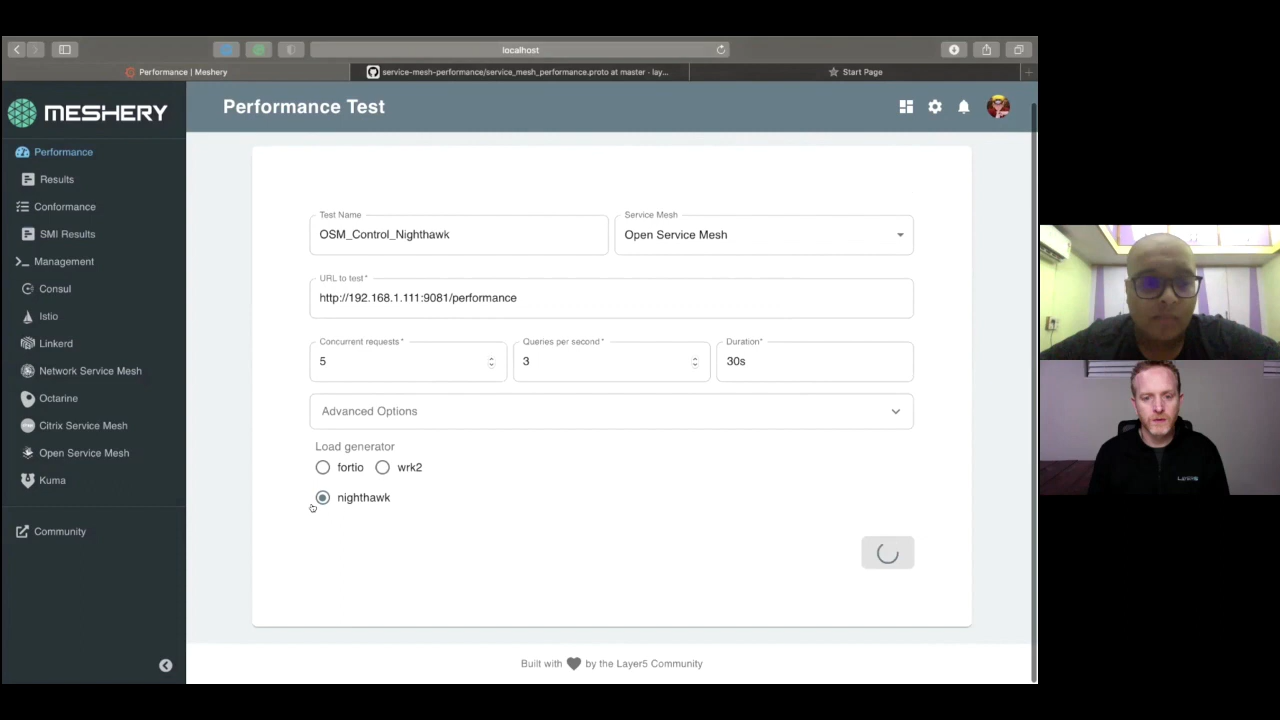 localhost
Performance | Meshery
service-mesh-performance/service_mesh_performance.proto at master - lay...
Start Page
MESHERY
Performance Test
Performance
Results
Conformance
SMI Results
Management
Consul
Istio
Linkerd
Network Service Mesh
Octarine
Citrix Service Mesh
Open Service Mesh
Kuma
Community
Test Name
OSM_Control_Nighthawk
Service Mesh
Open Service Mesh
URL to test*
http://192.168.1.111:9081/performance
Concurrent requests*
5
Queries per second*
3
Duration*
30s
Advanced Options
Load generator
fortio
wrk2
nighthawk
Built with by the Layer5 Community